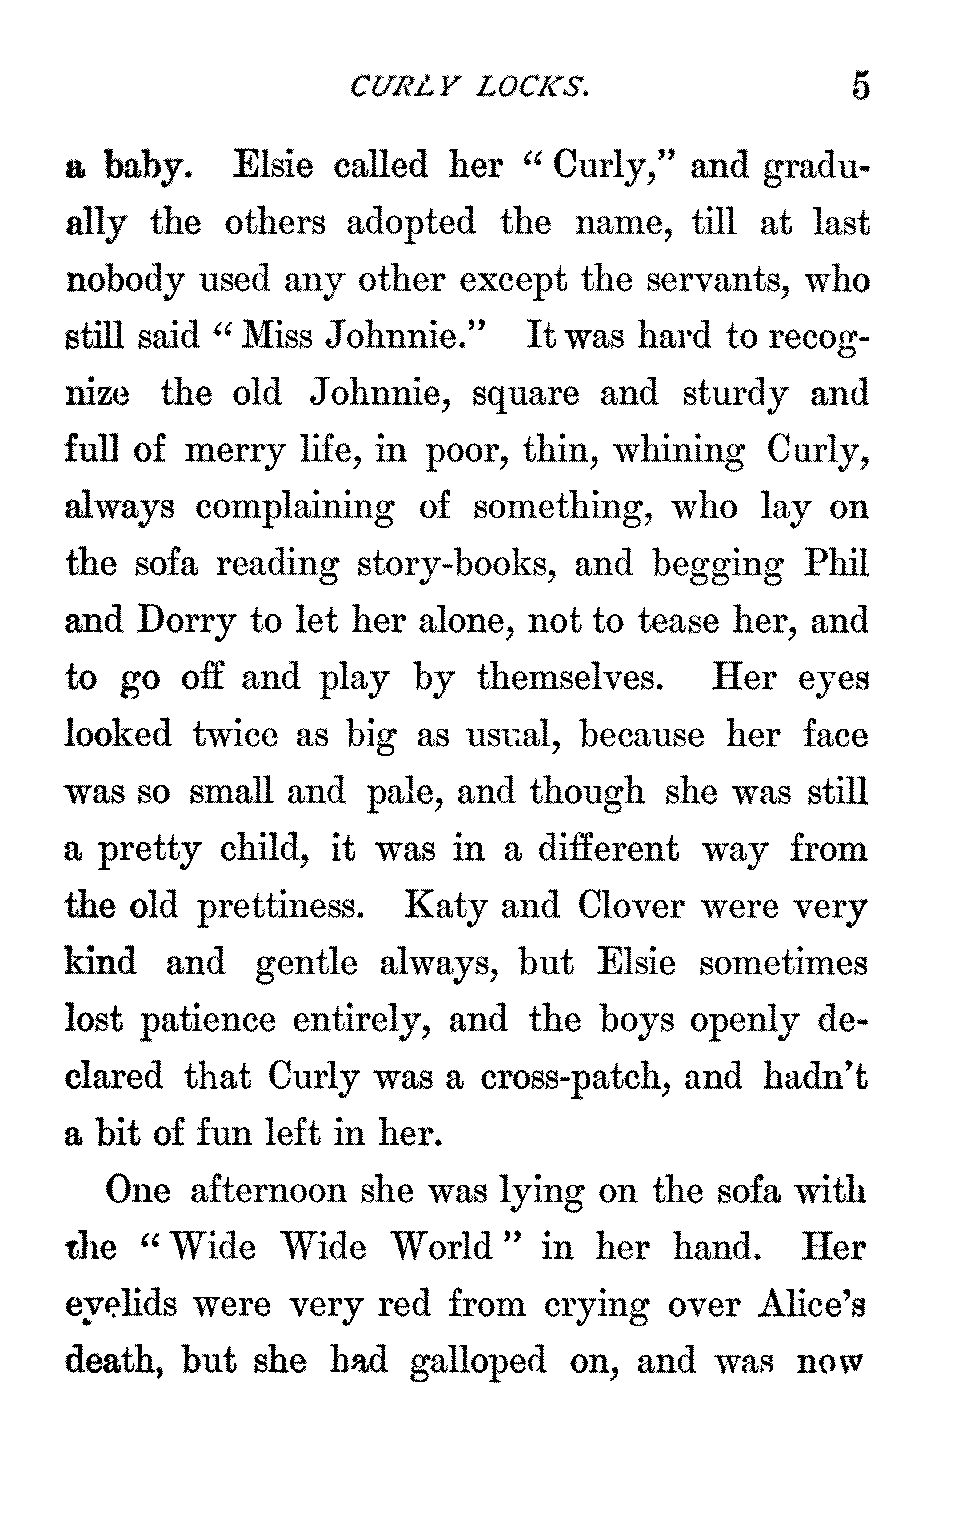 CURLY LOCKS. 5
a baby. Elsie called her “Curly,” and gradu-
ally the others adopted the name, till at last
nobody used any other except the servants, who
still said “Miss Johnnie.” It was hard to recog-
nize the old Johnnie, square and sturdy and
full of merry life, in poor, thin, whining Curly,
always complaining of something, who lay on
the sofa reading story-books, and begging Phil
and Dorry to let her alone, not to tease her, and
to go off and play by themselves. Her eyes
looked twice as big as usual, because her face
was so small and pale, and though she was still
a pretty child, it was in a different way from
the old prettiness. Katy and Clover were very
kind and gentle always, but Elsie sometimes
lost patience entirely, and the boys openly de-
clared that Curly was a cross-patch, and hadn’t
a bit of fun left in her.
One afternoon she was lying on the sofa with
the “Wide Wide World” in her hand. Her
eyelids were very red from crying over Alice’s
death, but she had galloped on, and was now